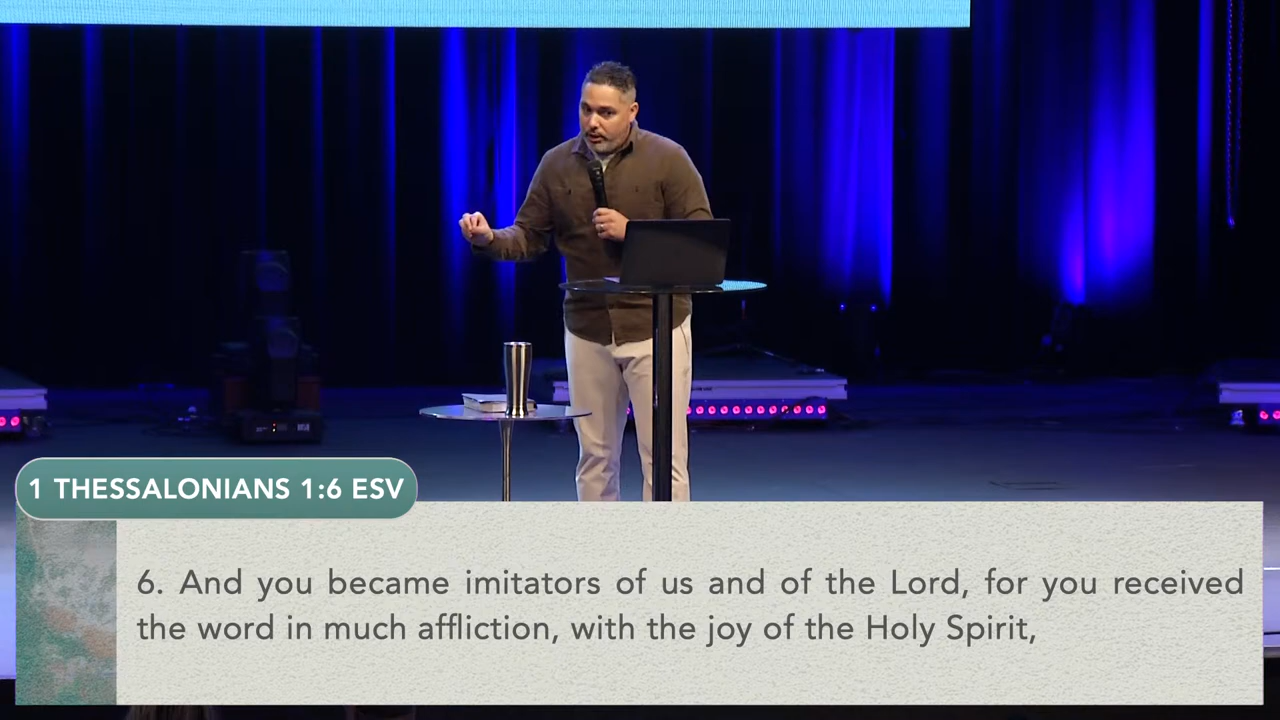 1 THESSALONIANS 1:6 ESV
6. And you became imitators of us and of the Lord, for you received
the word in much affliction, with the joy of the Holy Spirit,